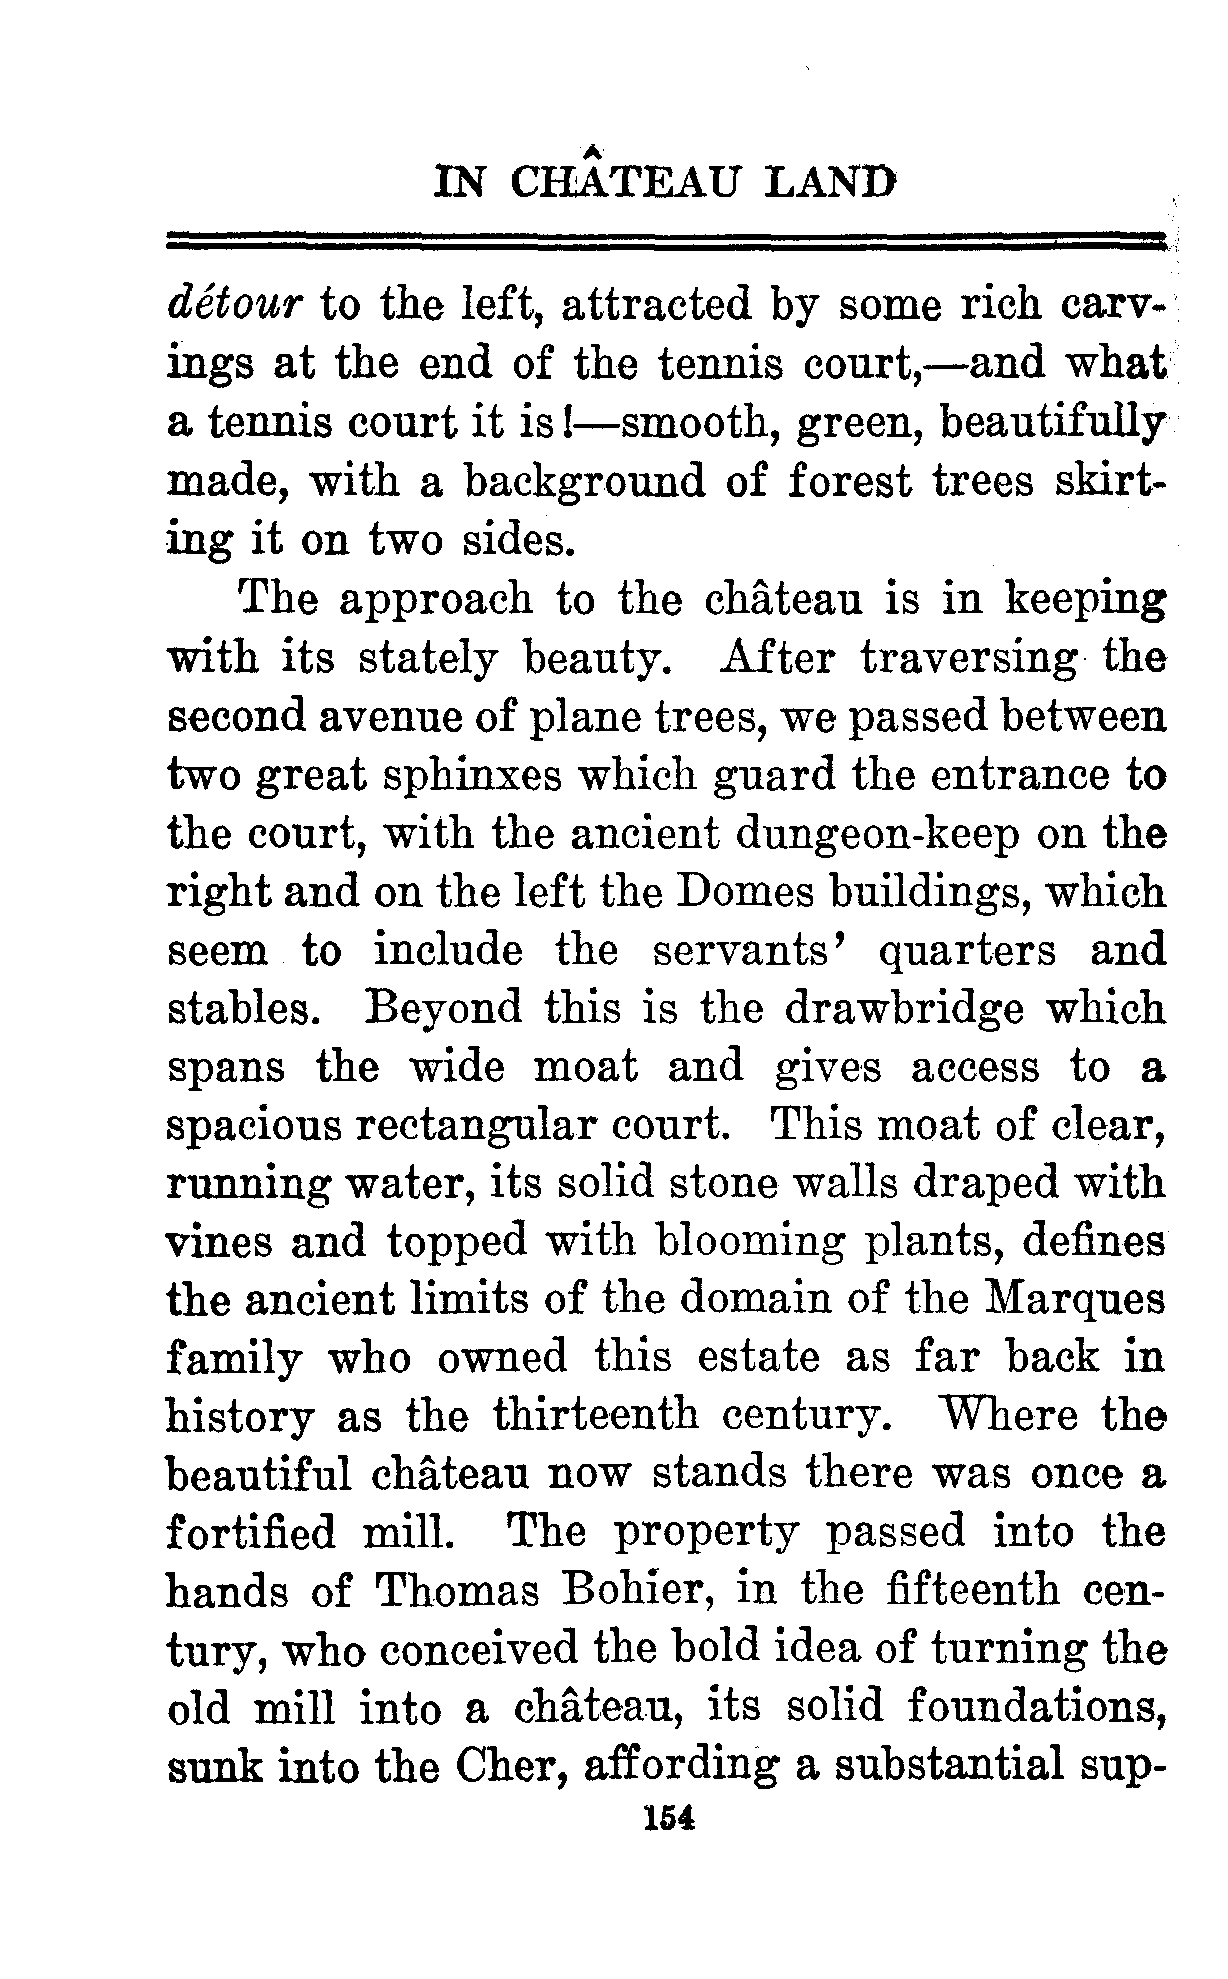 IN CHÂTEAU LAND
détour to the left, attracted by some rich carv-
ings at the end of the tennis court,—and what
a tennis court it is!—smooth, green, beautifully
made, with a background of forest trees skirt-
ing it on two sides.
The approach to the château is in keeping
with its stately beauty. After traversing the
second avenue of plane trees, we passed between
two great sphinxes which guard the entrance to
the court, with the ancient dungeon-keep on the
right and on the left the Domes buildings, which
seem to include the servants' quarters and
stables. Beyond this is the drawbridge which
spans the wide moat and gives access to a
spacious rectangular court. This moat of clear,
running water, its solid stone walls draped with
vines and topped with blooming plants, defines
the ancient limits of the domain of the Marques
family who owned this estate as far back in
history as the thirteenth century. Where the
beautiful château now stands there was once a
fortified mill. The property passed into the
hands of Thomas Bohier, in the fifteenth cen-
tury, who conceived the bold idea of turning the
old mill into a château, its solid foundations,
sunk into the Cher, affording a substantial sup-
154